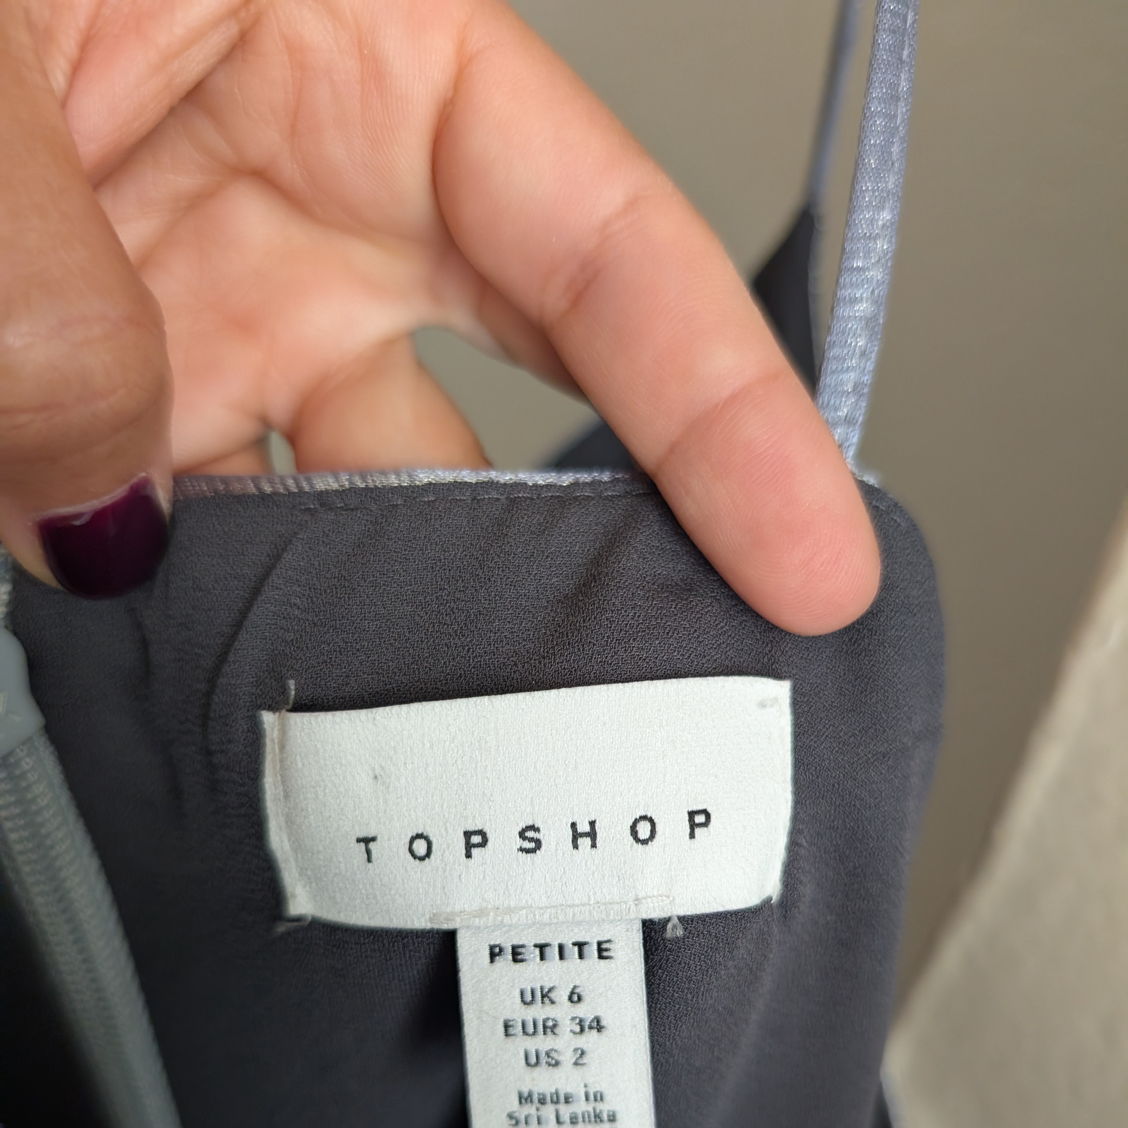 TOPSHOP
PETITE
UK 6
EUR 34
US 2
Made in
Sri Lanka